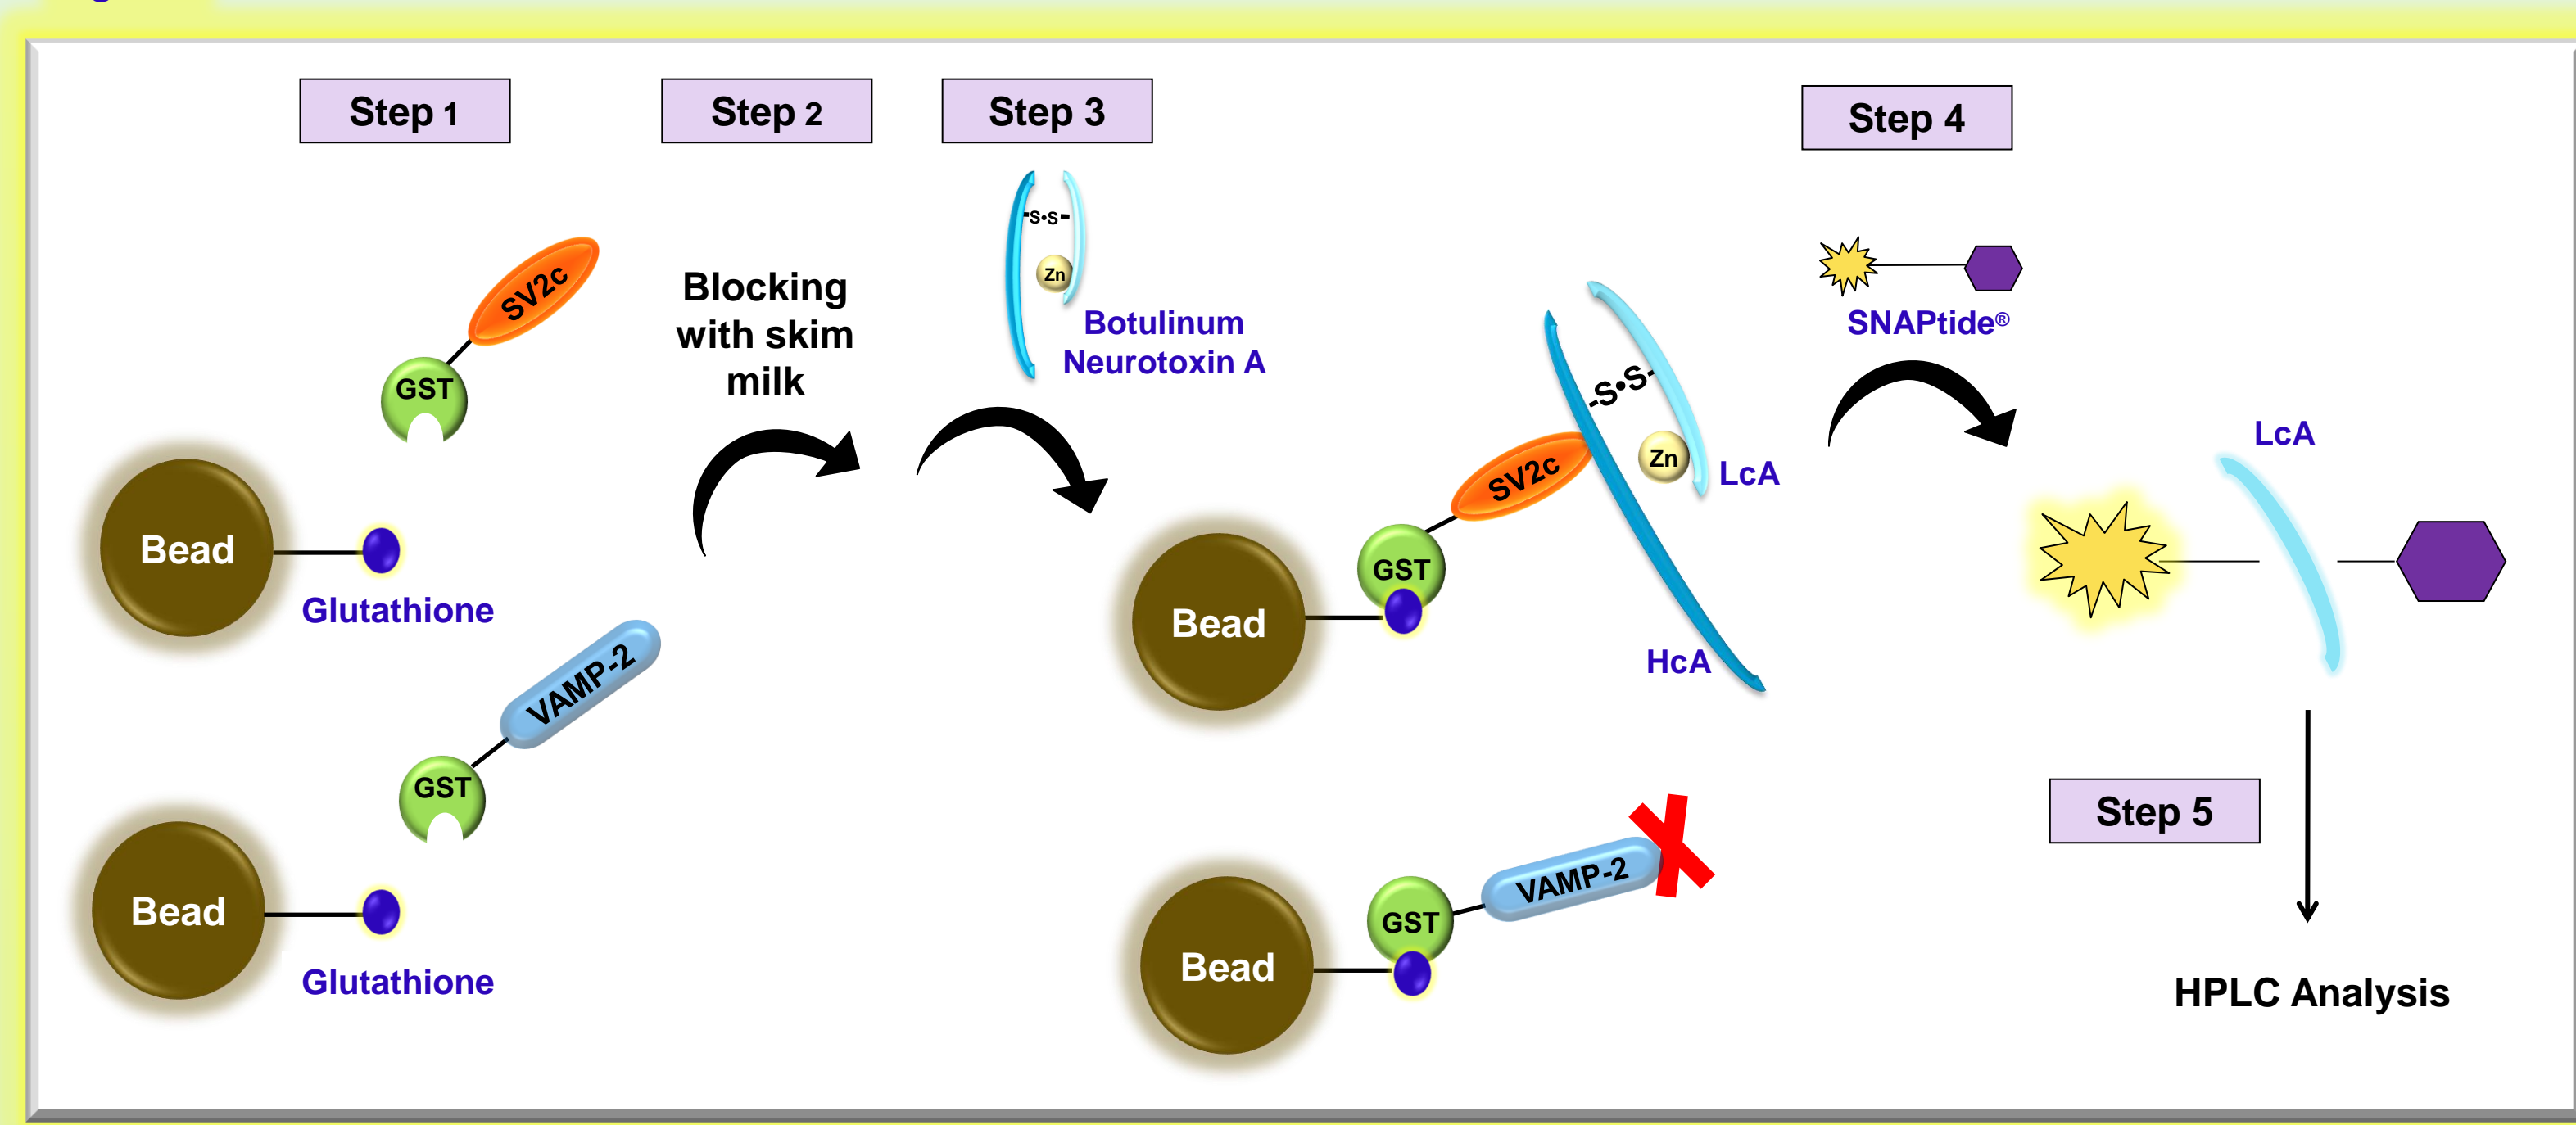 Step 1
Step 2
Step 3
Step 4
SV2c
GST
Bead
Glutathione
VAMP-2
GST
Bead
Glutathione
Blocking
with skim
milk
-S•S-
Zn
Botulinum
Neurotoxin A
-S•S-
Zn
LcA
SV2c
GST
Bead
HcA
VAMP-2
GST
Bead
SNAPtide®
LcA
Step 5
HPLC Analysis